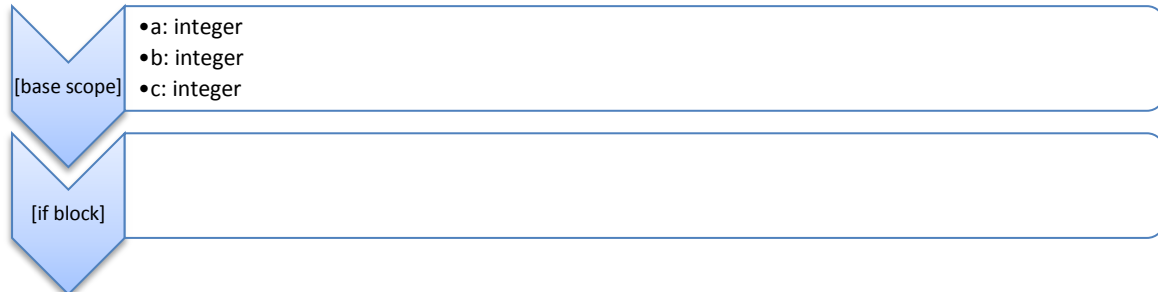 •a: integer
•b: integer
[base scope]
•c: integer
[if block]